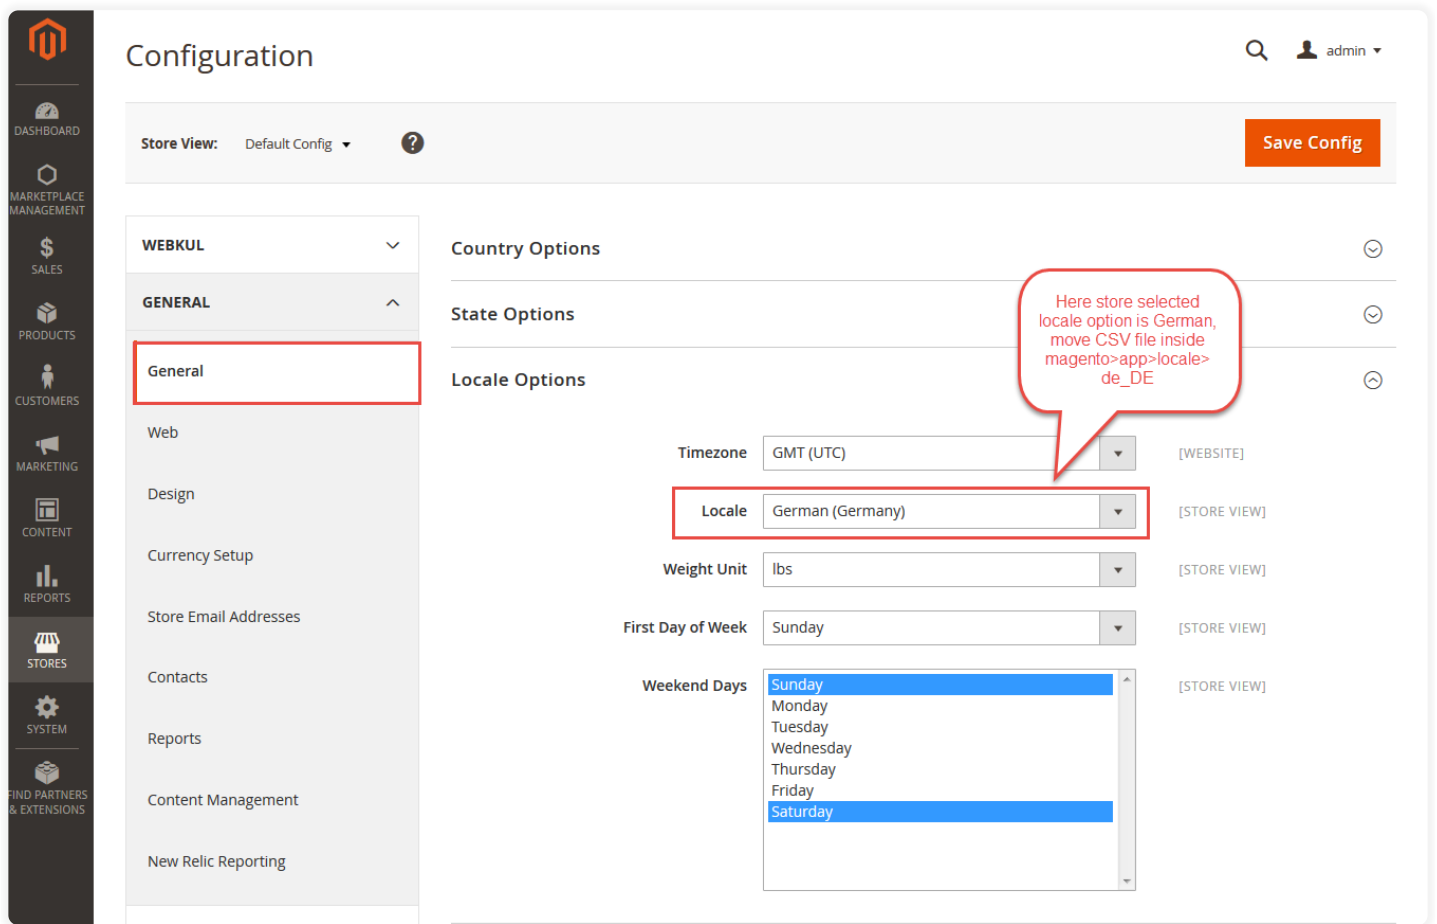 Configuration
admin
DASHBOARD
MARKETPLACE
MANAGEMENT
SALES
PRODUCTS
CUSTOMERS
MARKETING
CONTENT
REPORTS
STORES
SYSTEM
FIND PARTNERS
& EXTENSIONS
Store View: Default Config ?
Save Config
WEBKUL
GENERAL
General
Web
Design
Currency Setup
Store Email Addresses
Contacts
Reports
Content Management
New Relic Reporting
Country Options
State Options
Locale Options
Here store selected
locale option is German,
move CSV file inside
magento>app>locale>
de_DE
Timezone GMT (UTC) [WEBSITE]
Locale German (Germany) [STORE VIEW]
Weight Unit lbs [STORE VIEW]
First Day of Week Sunday [STORE VIEW]
Weekend Days Sunday [STORE VIEW]
Monday
Tuesday
Wednesday
Thursday
Friday
Saturday